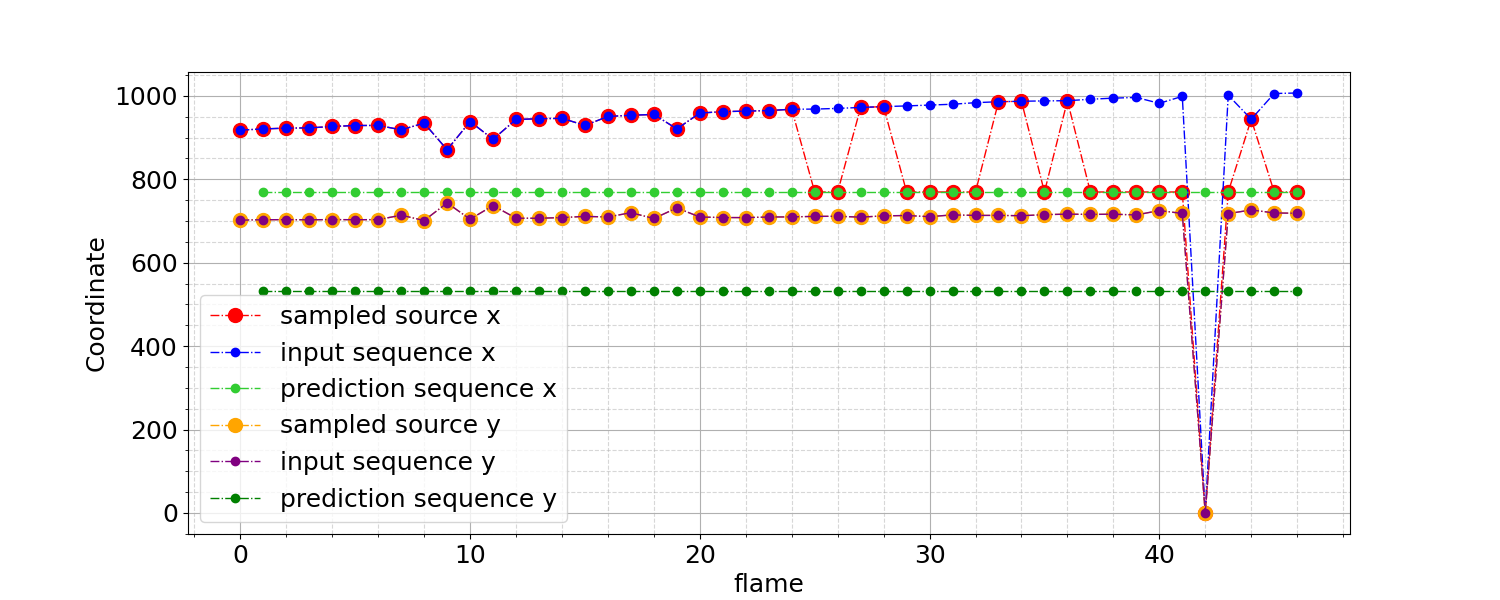 1000
800
600
400
200
0
Coordinate
sampled source x
input sequence x
prediction sequence x
sampled source y
input sequence y
prediction sequence y
0 10 20 30 40
flame